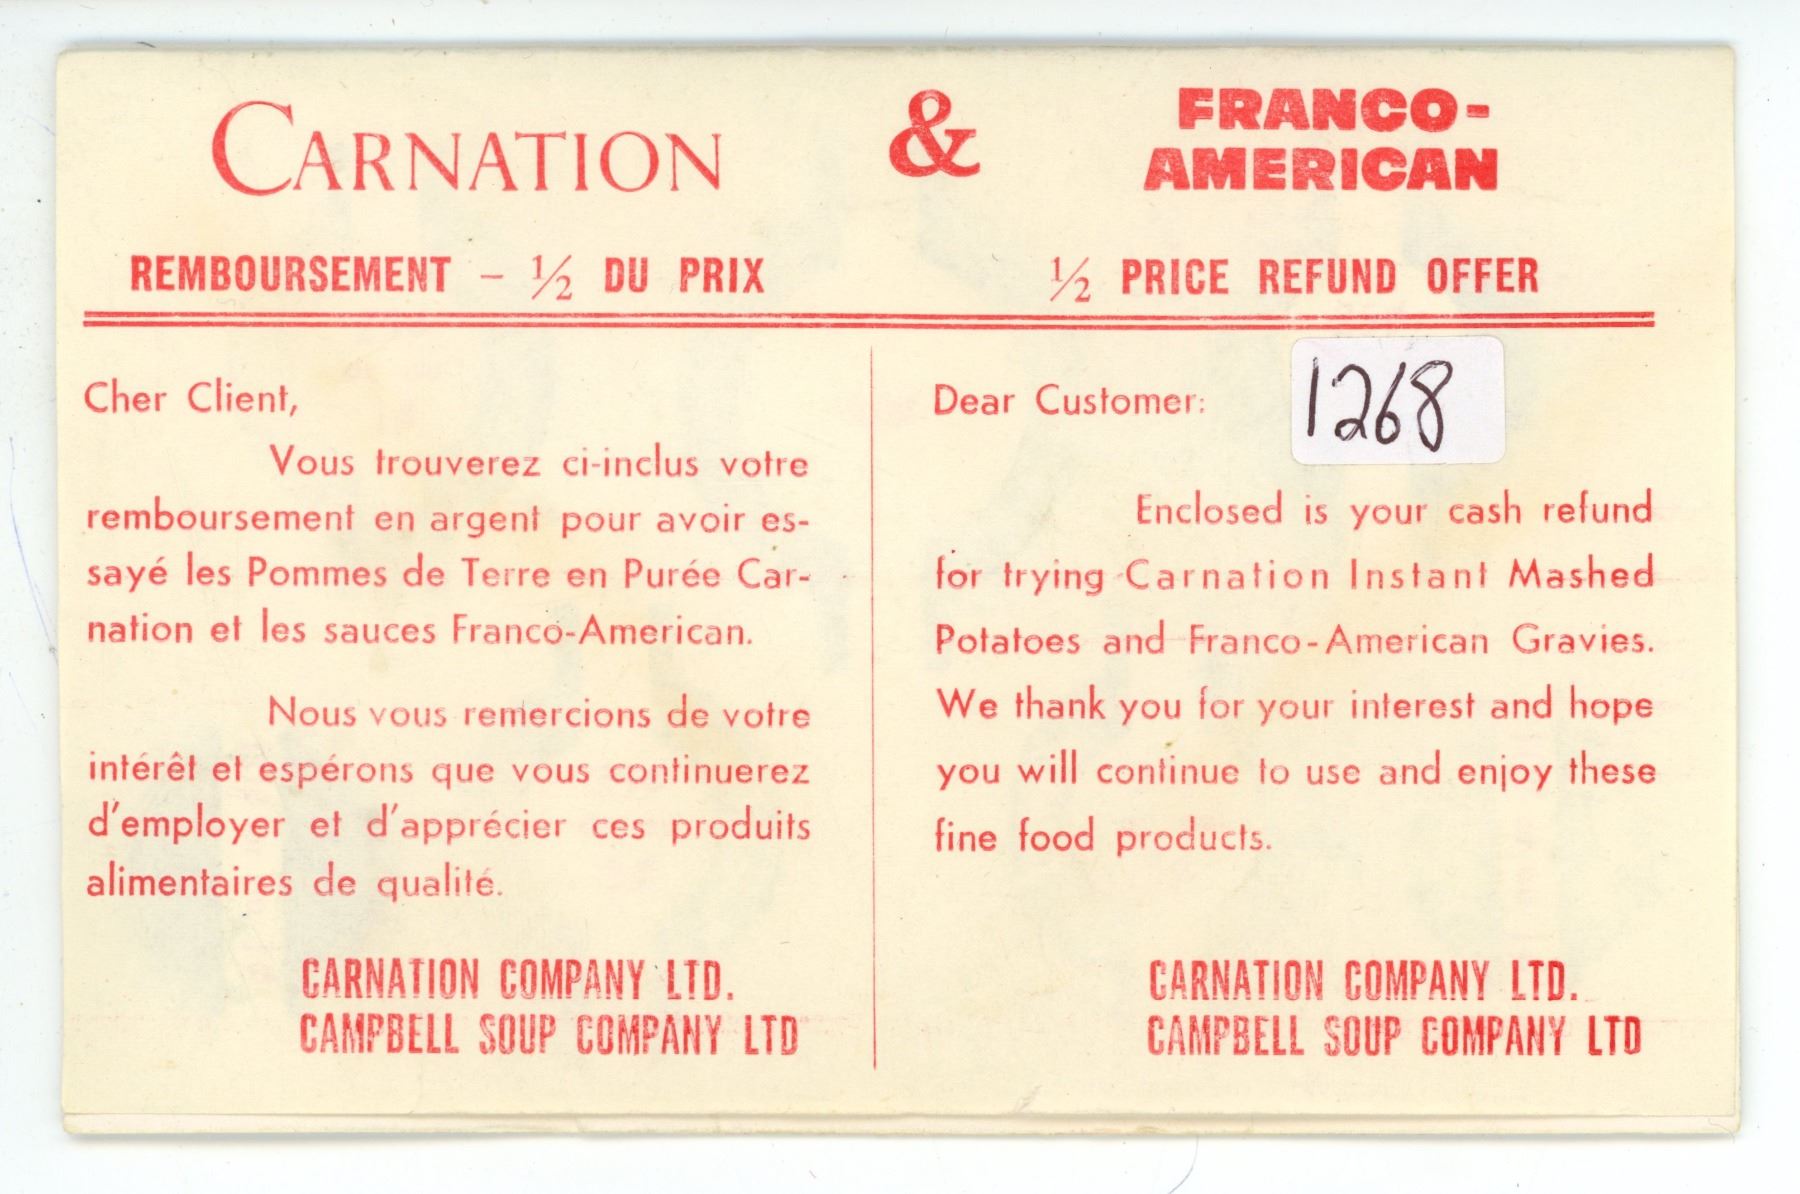 CARNATION & FRANCO-
AMERICAN
REMBOURSEMENT – ½ DU PRIX
½ PRICE REFUND OFFER
Cher Client,
Vous trouverez ci-inclus votre
remboursement en argent pour avoir es-
sayé les Pommes de Terre en Purée Car-
nation et les sauces Franco-American.
Nous vous remercions de votre
intérêt et espérons que vous continuerez
d'employer et d'apprécier ces produits
alimentaires de qualité.
CARNATION COMPANY LTD.
CAMPBELL SOUP COMPANY LTD
Dear Customer:
1268
Enclosed is your cash refund
for trying Carnation Instant Mashed
Potatoes and Franco-American Gravies.
We thank you for your interest and hope
you will continue to use and enjoy these
fine food products.
CARNATION COMPANY LTD.
CAMPBELL SOUP COMPANY LTD